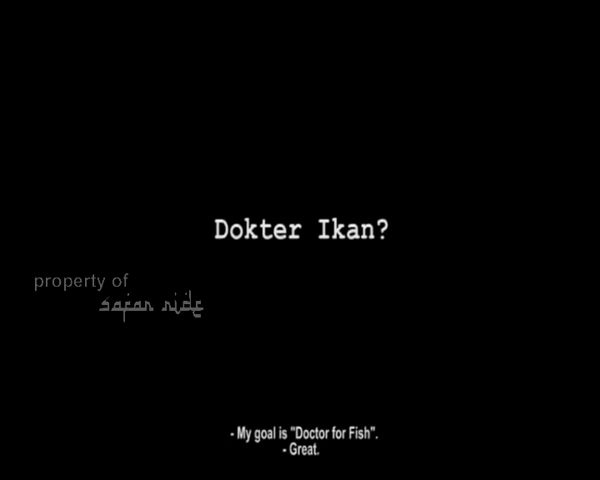 Dokter Ikan?
property of
safar ride
- My goal is "Doctor for Fish".
- Great.